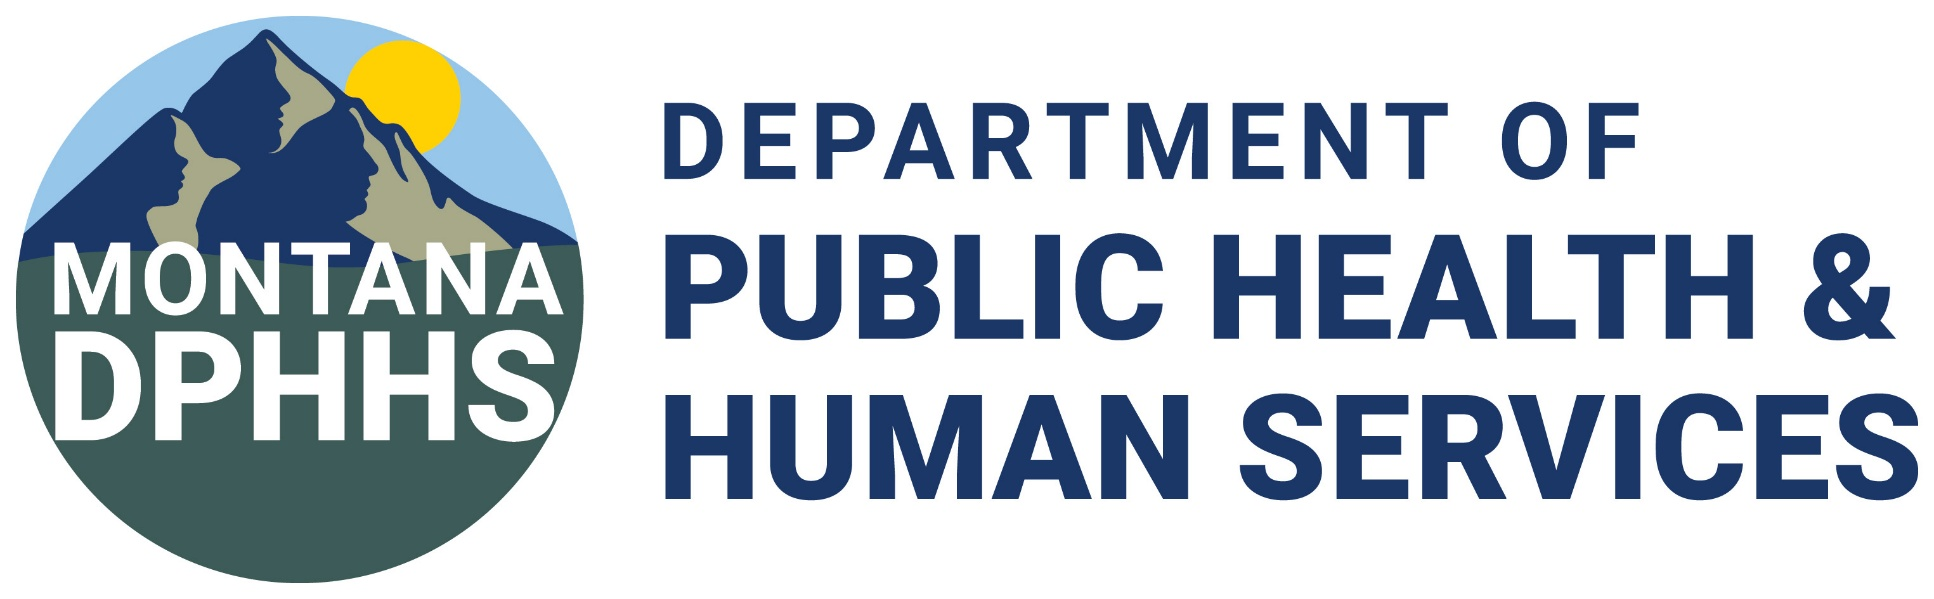 MONTANA
DPHHS
DEPARTMENT OF
PUBLIC HEALTH &
HUMAN SERVICES